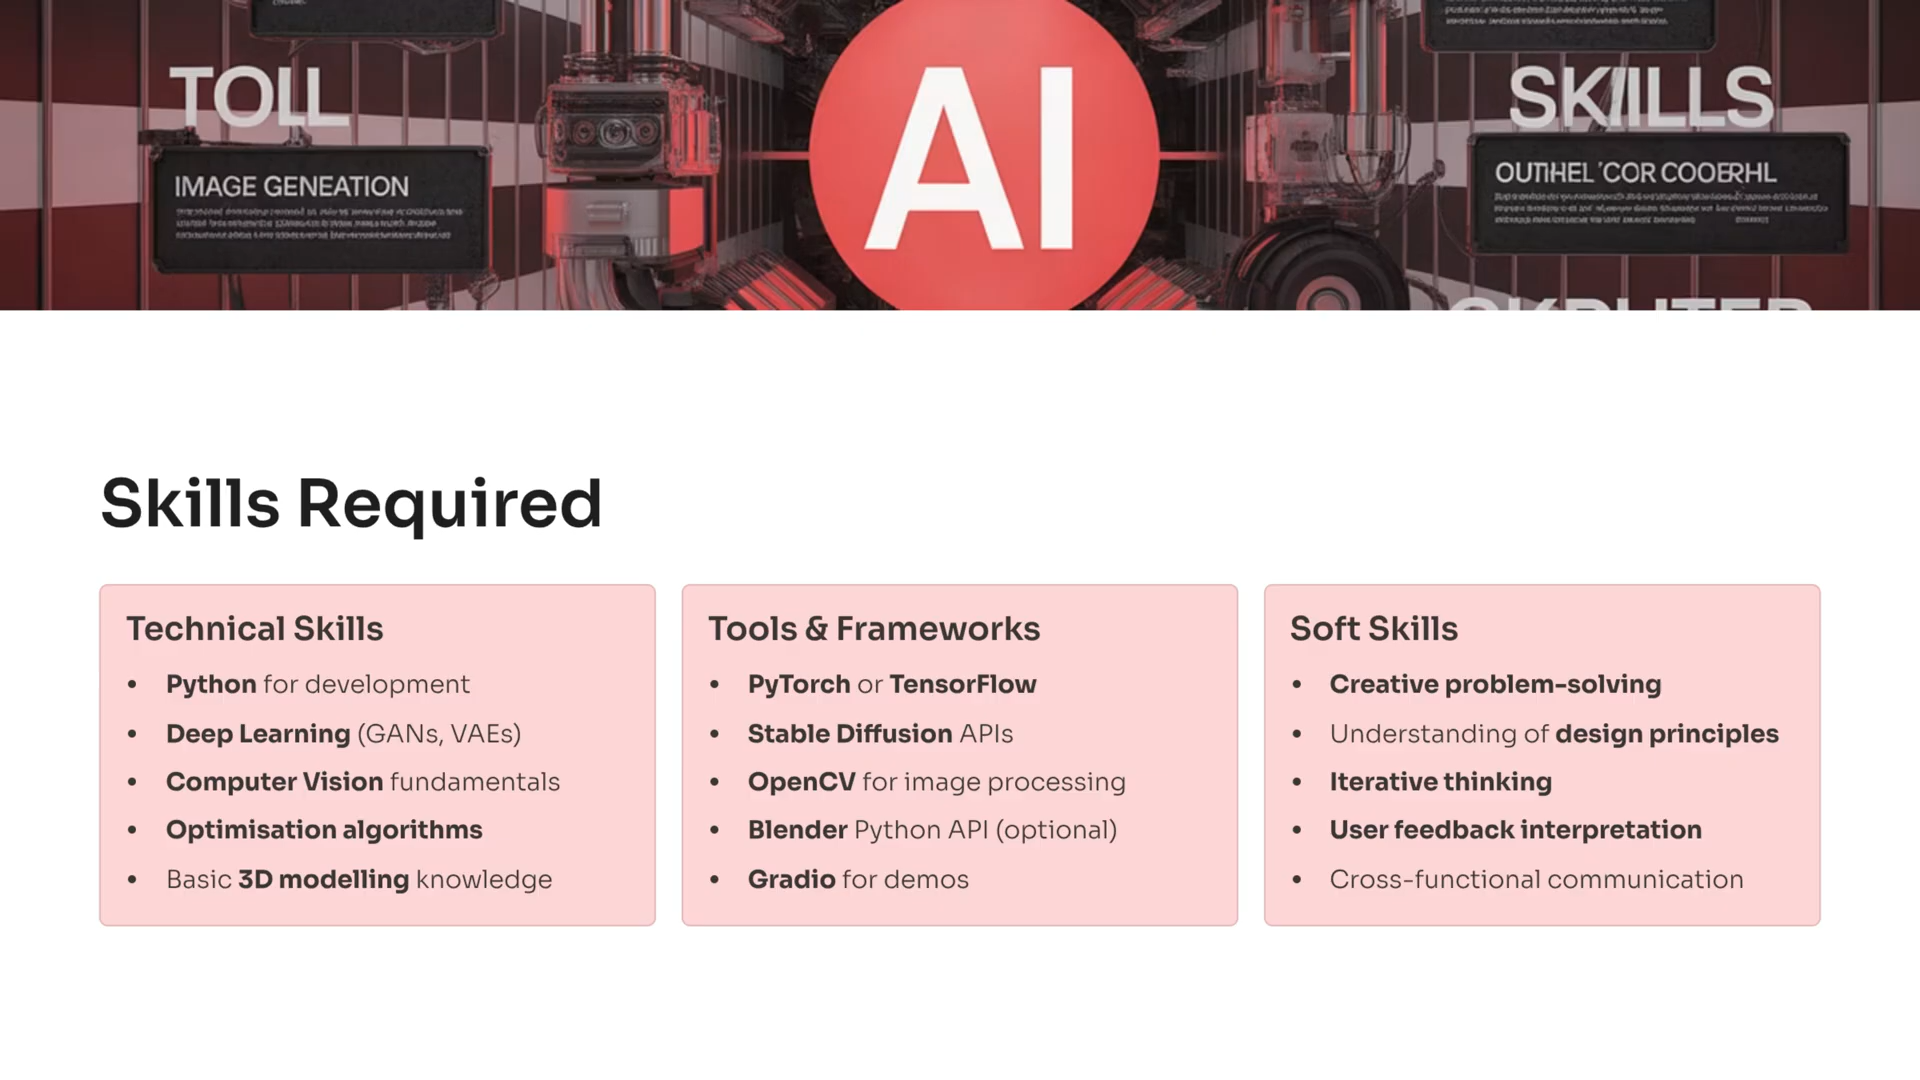 TOLL
IMAGE GENEATION
AI
SKILLS
OUTIHEL 'COR COOERHL
Skills Required
Technical Skills
• Python for development
• Deep Learning (GANs, VAEs)
• Computer Vision fundamentals
• Optimisation algorithms
• Basic 3D modelling knowledge
Tools & Frameworks
• PyTorch or TensorFlow
• Stable Diffusion APIs
• OpenCV for image processing
• Blender Python API (optional)
• Gradio for demos
Soft Skills
• Creative problem-solving
• Understanding of design principles
• Iterative thinking
• User feedback interpretation
• Cross-functional communication